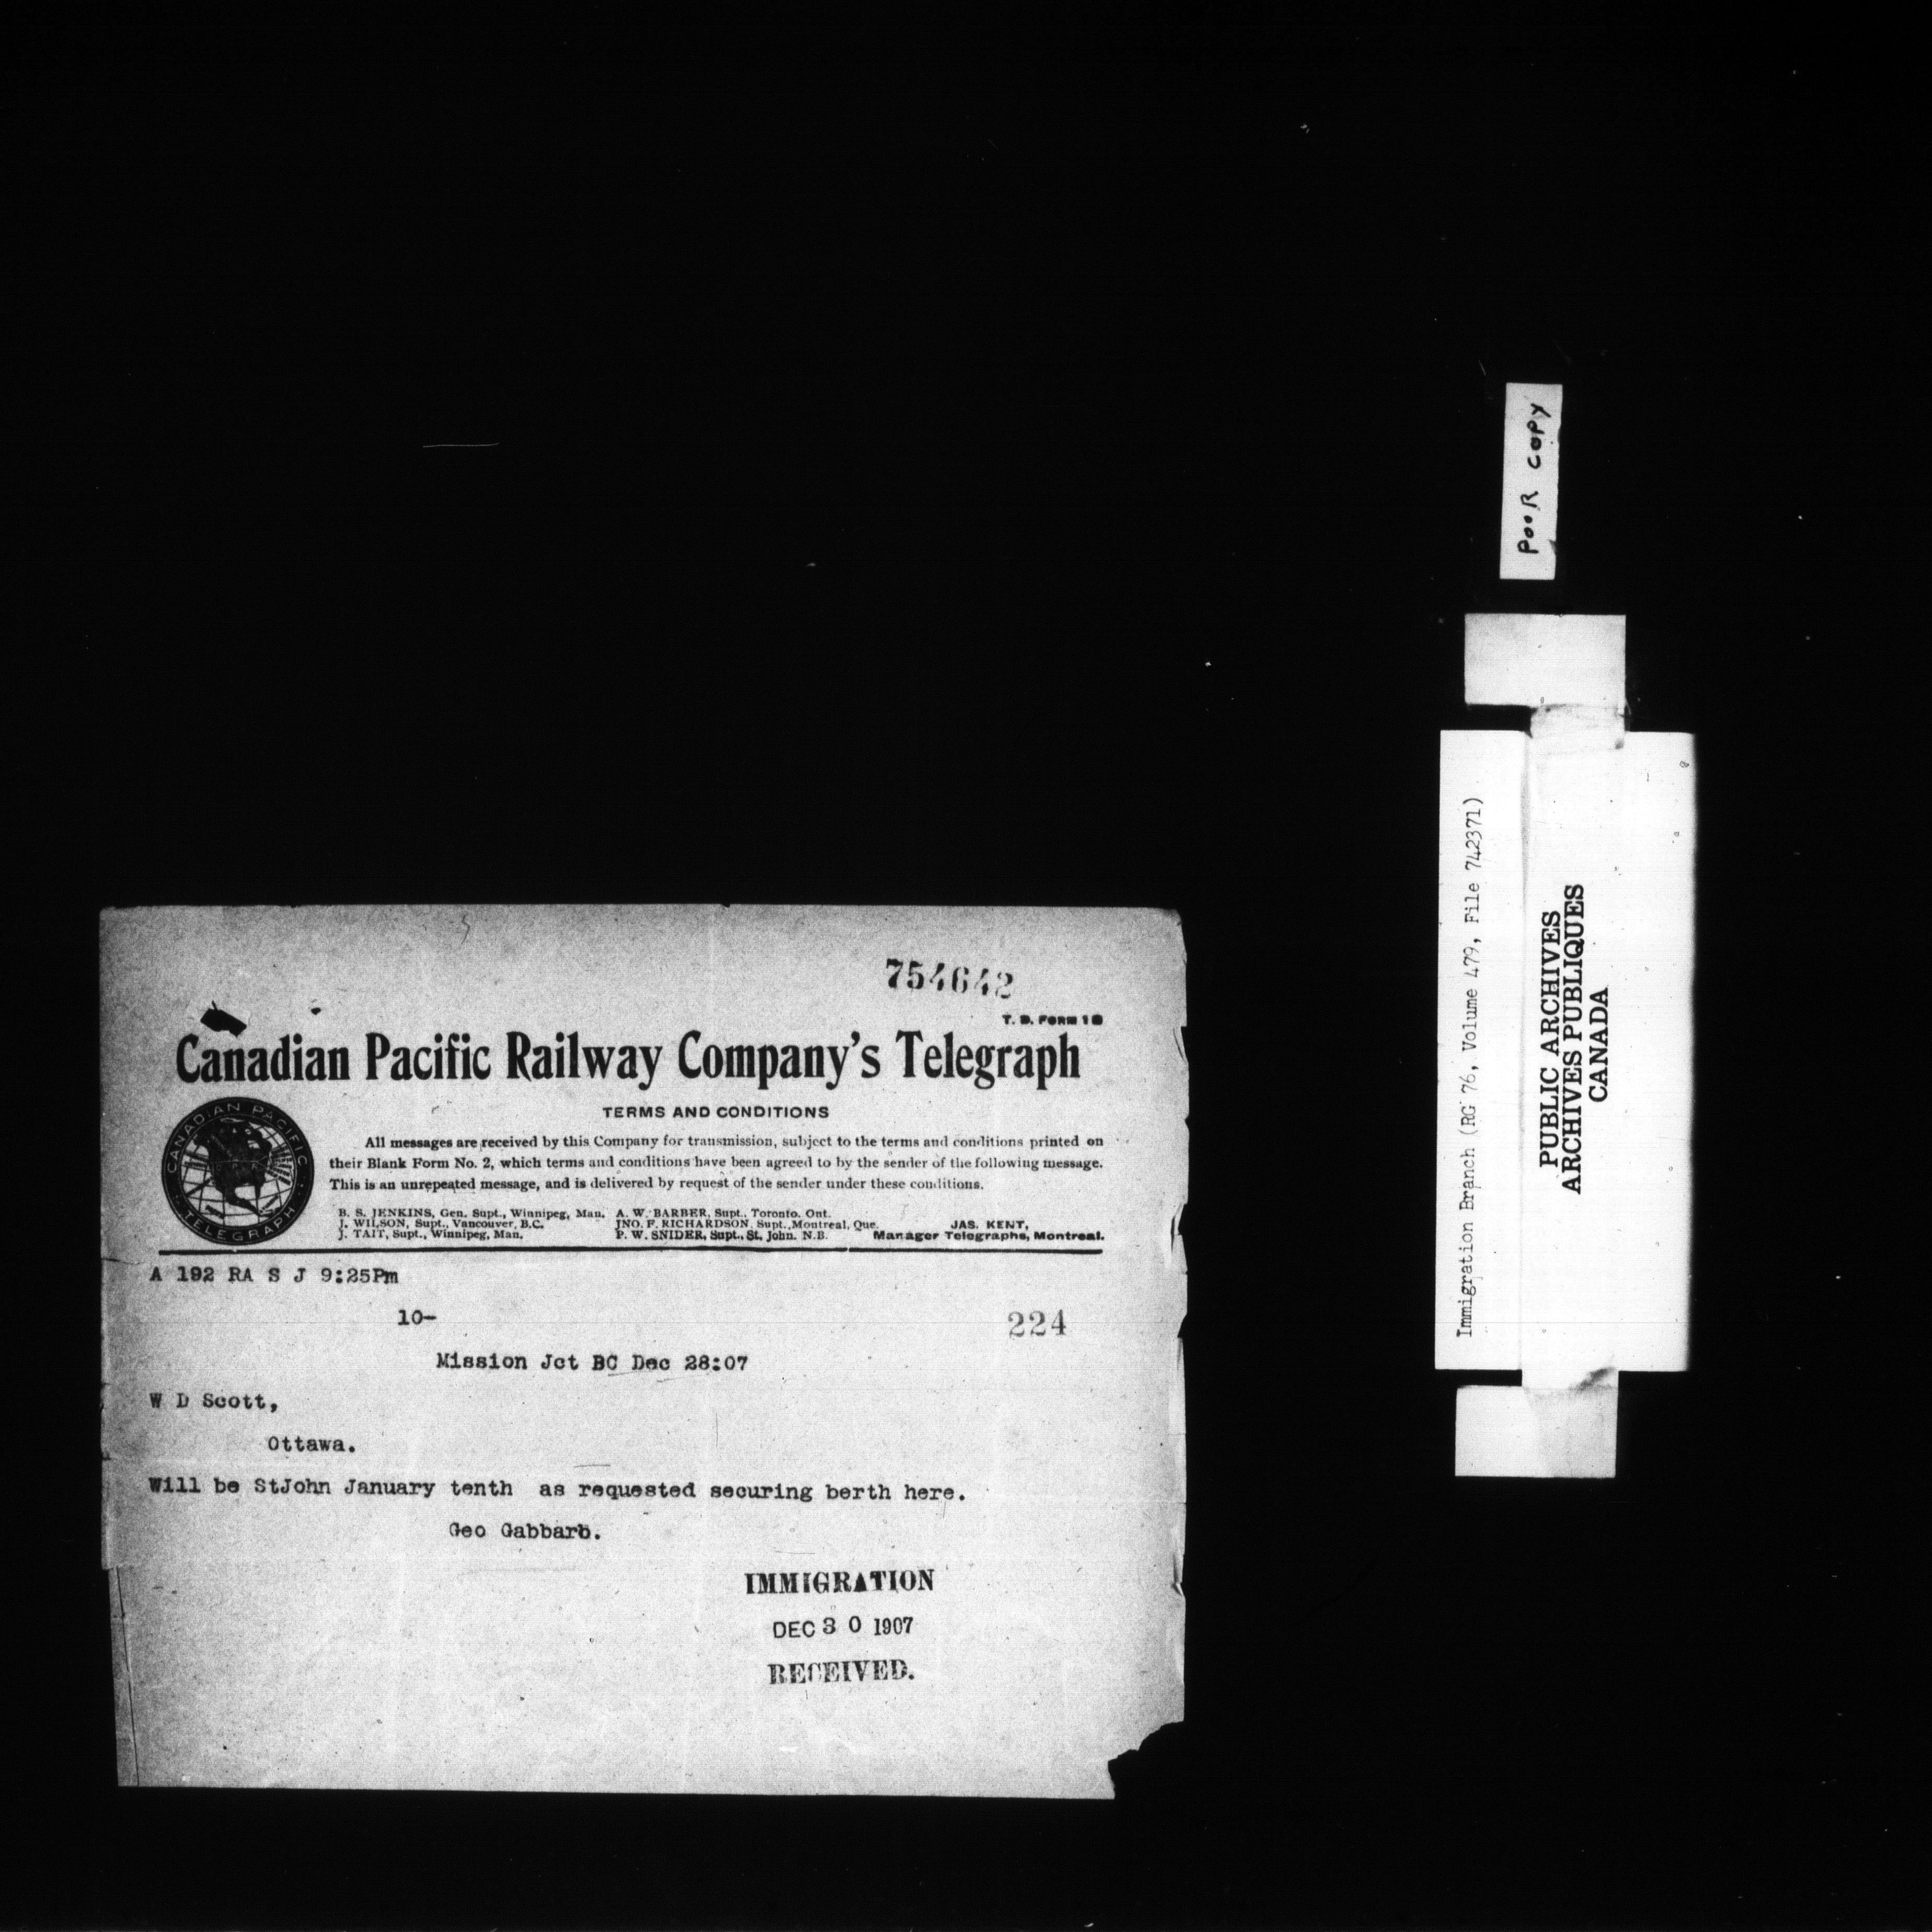 754642
T. D. FORM 1
Canadian Pacific Railway Company's Telegraph
CANADIAN PACIFIC
TELEGRAPH
TERMS AND CONDITIONS
All messages are received by this Company for transmission, subject to the terms and conditions printed on
their Blank Form No. 2, which terms and conditions have been agreed to by the sender of the following message.
This is an unrepeated message, and is delivered by request of the sender under these conditions.
B. S. JENKINS, Gen. Supt., Winnipeg, Man.
J. WILSON, Supt., Vancouver, B.C.
J. TAIT, Supt., Winnipeg, Man.
A. W. BARBER, Supt., Toronto. Ont.
JNO. F. RICHARDSON, Supt., Montreal, Que.
P. W. SNIDER, Supt., St. John. N.B.
JAS. KENT,
Manager Telegraphs, Montreal.
A 192 RA S J 9:25Pm
10-
224
Mission Jct BC Dec 28:07
W D Scott,
Ottawa.
Will be StJohn January tenth as requested securing berth here.
Geo Gabbarb.
IMMIGRATION
DEC 30 1907
RECEIVED.
POOR COPY
Immigration Branch (RG 76, Volume 479, File 742371)
PUBLIC ARCHIVES
ARCHIVES PUBLIQUES
CANADA